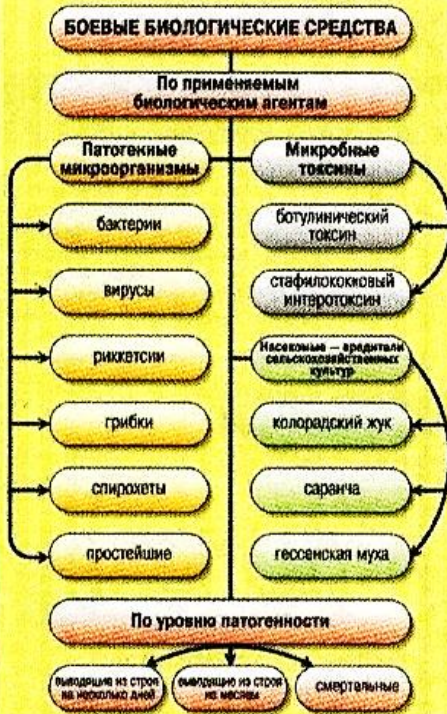 БОЕВЫЕ БИОЛОГИЧЕСКИЕ СРЕДСТВА
По применяемым
биологическим агентам
Патогенные
микроорганизмы
бактерии
вирусы
риккетсии
грибки
спирохеты
простейшие
Микробные
токсины
ботулинический
токсин
стафилококковый
интеротоксин
Насекомые — вредители
сельскохозяйственных
культур
колорадский жук
саранча
гессенская муха
По уровню патогенности
выводящие из строя
на несколько дней
выводящие из строя
на месяцы
смертельные